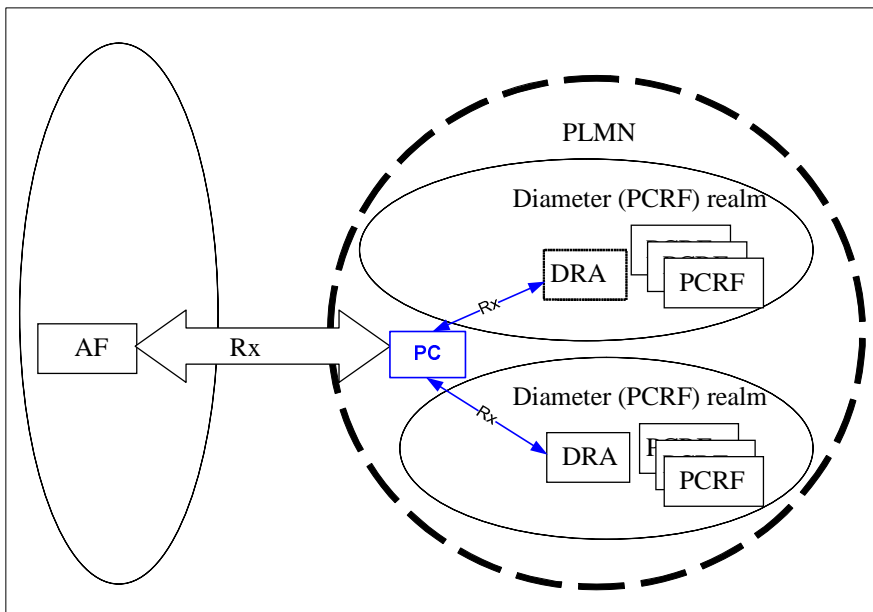 PLMN
Diameter (PCRF) realm
DRA
PCRF
Rx
AF
Rx
PC
Rx
Diameter (PCRF) realm
DRA
PCRF